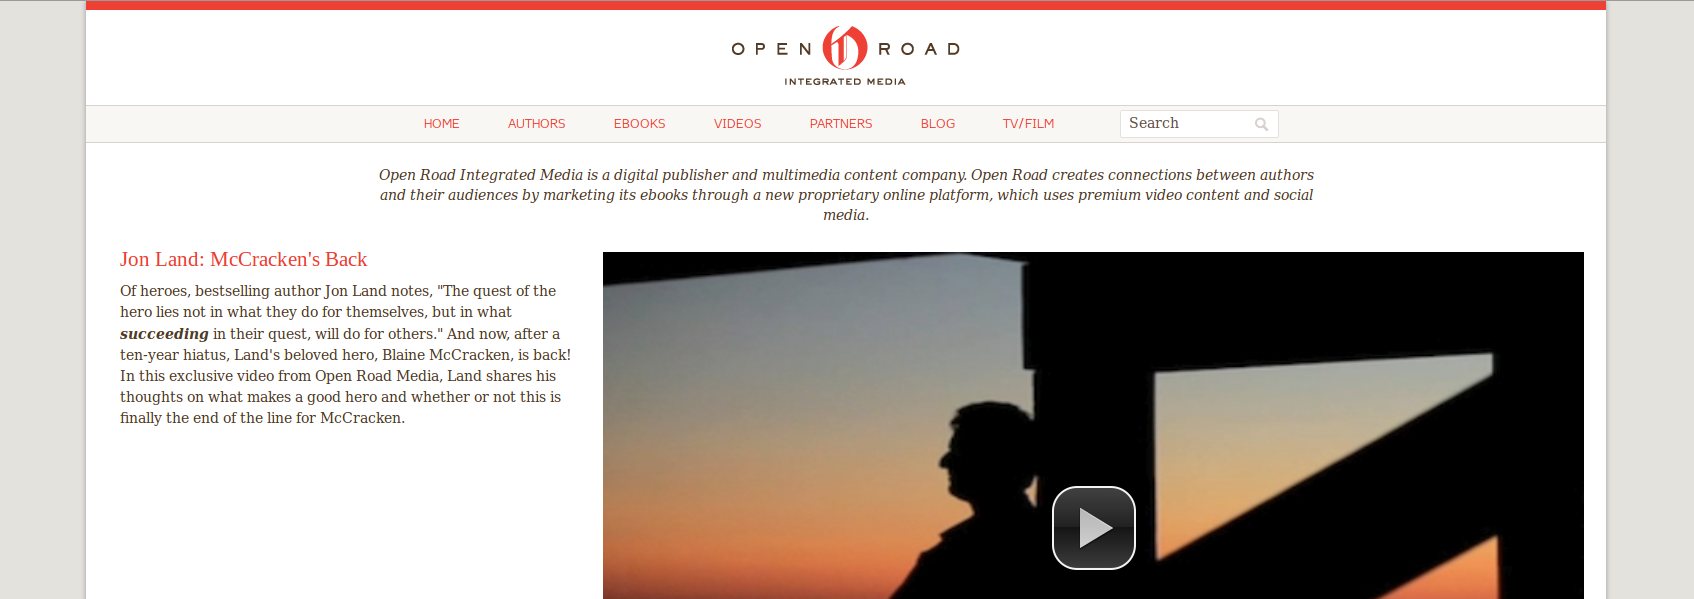 OPEN ROAD
INTEGRATED MEDIA
HOME AUTHORS EBOOKS VIDEOS PARTNERS BLOG TV/FILM Search
Open Road Integrated Media is a digital publisher and multimedia content company. Open Road creates connections between authors
and their audiences by marketing its ebooks through a new proprietary online platform, which uses premium video content and social
media.
Jon Land: McCracken's Back
Of heroes, bestselling author Jon Land notes, "The quest of the
hero lies not in what they do for themselves, but in what
succeeding in their quest, will do for others." And now, after a
ten-year hiatus, Land's beloved hero, Blaine McCracken, is back!
In this exclusive video from Open Road Media, Land shares his
thoughts on what makes a good hero and whether or not this is
finally the end of the line for McCracken.